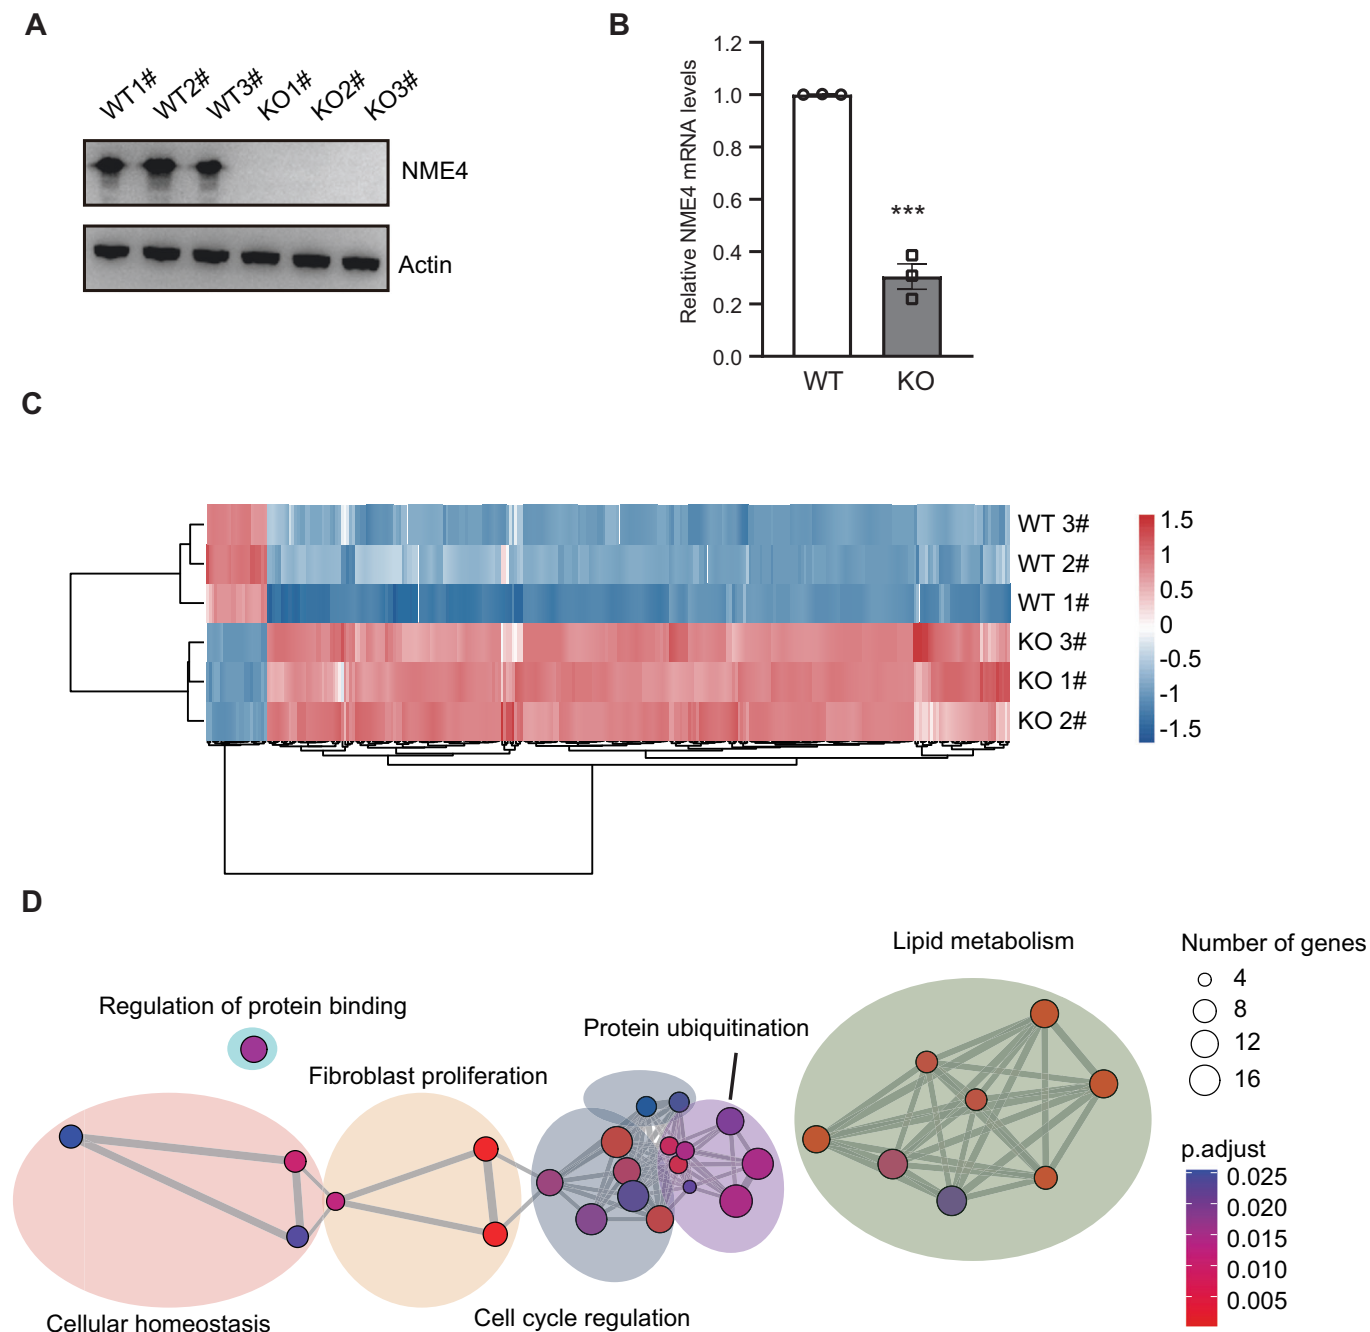 A
WT1# WT2# WT3# KO1# KO2# KO3#
NME4
Actin
B
Relative NME4 mRNA levels
1.2
1.0
0.8
0.6
0.4
0.2
0.0
***
WT KO
C
WT 3#
WT 2#
WT 1#
KO 3#
KO 1#
KO 2#
1.5
1
0.5
0
-0.5
-1
-1.5
D
Regulation of protein binding
Fibroblast proliferation
Protein ubiquitination
Lipid metabolism
Cellular homeostasis
Cell cycle regulation
Number of genes
4
8
12
16
p.adjust
0.025
0.020
0.015
0.010
0.005